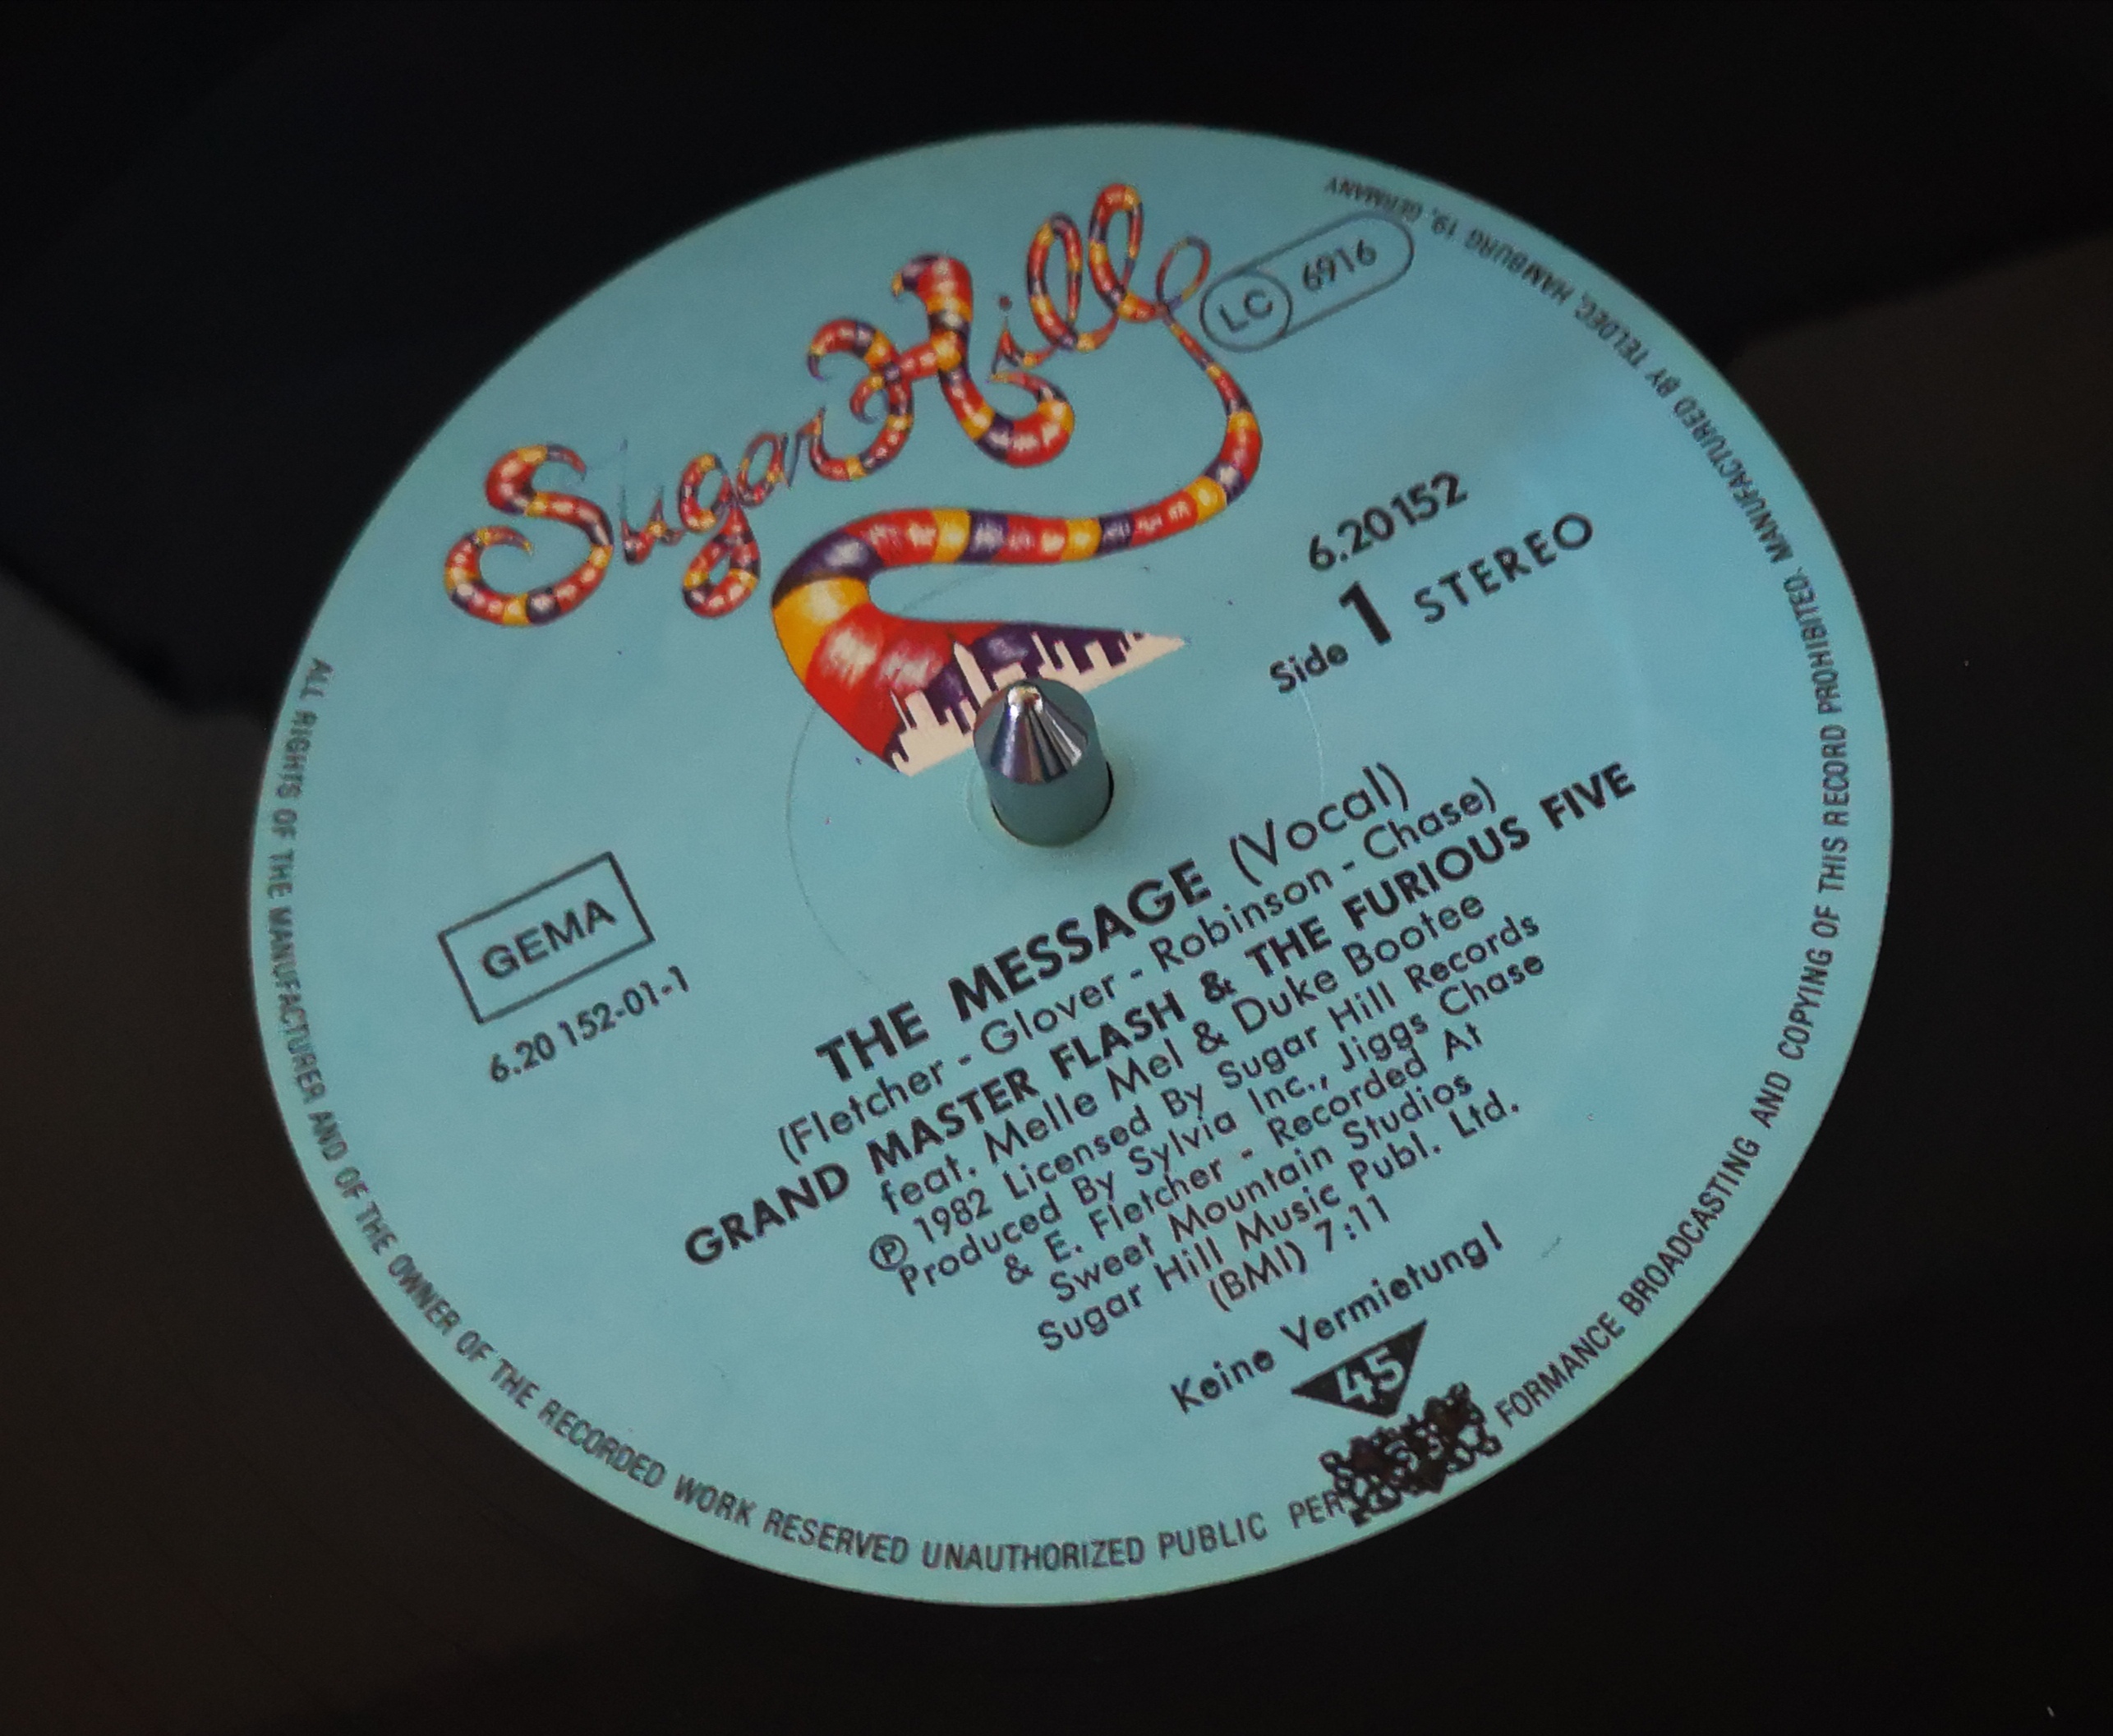 Sugar Hill
LC 6916
6.20152
Side 1 STEREO
GEMA
6.20 152-01-1
THE MESSAGE (Vocal)
(Fletcher - Glover - Robinson - Chase)
GRAND MASTER FLASH & THE FURIOUS FIVE
feat. Melle Mel & Duke Bootee
℗ 1982 Licensed By Sugar Hill Records
Produced By Sylvia Inc., Jiggs Chase
& E. Fletcher - Recorded At
Sweet Mountain Studios
Sugar Hill Music Publ. Ltd.
(BMI) 7:11
Keine Vermietung!
45
ALL RIGHTS OF THE MANUFACTURER AND OF THE OWNER OF THE RECORDED WORK RESERVED UNAUTHORIZED PUBLIC PER FORMANCE BROADCASTING AND COPYING OF THIS RECORD PROHIBITED. MANUFACTURED BY TELDEC, HAMBURG 19, GERMANY